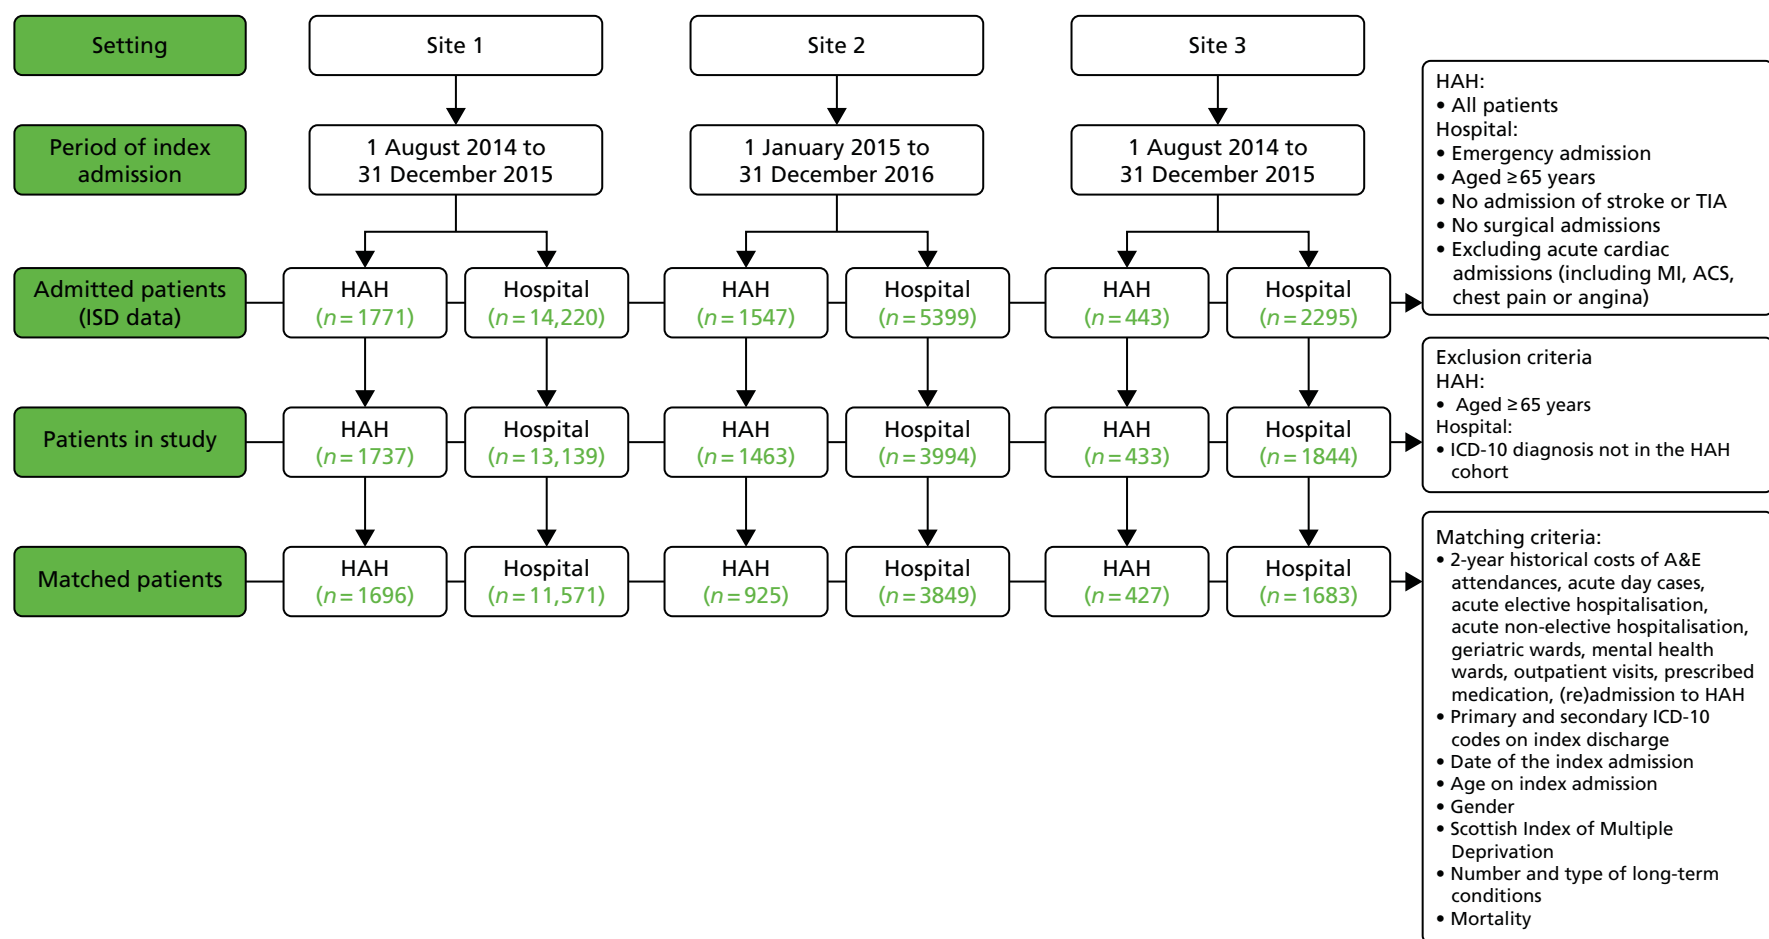 Setting
Site 1
Site 2
Site 3
Period of index
admission
1 August 2014 to
31 December 2015
1 January 2015 to
31 December 2016
1 August 2014 to
31 December 2015
Admitted patients
(ISD data)
HAH
(n=1771)
Hospital
(n=14,220)
HAH
(n=1547)
Hospital
(n=5399)
HAH
(n=443)
Hospital
(n=2295)
HAH:
• All patients
Hospital:
• Emergency admission
• Aged ≥65 years
• No admission of stroke or TIA
• No surgical admissions
• Excluding acute cardiac
admissions (including MI, ACS,
chest pain or angina)
Patients in study
HAH
(n=1737)
Hospital
(n=13,139)
HAH
(n=1463)
Hospital
(n=3994)
HAH
(n=433)
Hospital
(n=1844)
Exclusion criteria
HAH:
• Aged ≥65 years
Hospital:
• ICD-10 diagnosis not in the HAH
cohort
Matched patients
HAH
(n=1696)
Hospital
(n=11,571)
HAH
(n=925)
Hospital
(n=3849)
HAH
(n=427)
Hospital
(n=1683)
Matching criteria:
• 2-year historical costs of A&E
attendances, acute day cases,
acute elective hospitalisation,
acute non-elective hospitalisation,
geriatric wards, mental health
wards, outpatient visits, prescribed
medication, (re)admission to HAH
• Primary and secondary ICD-10
codes on index discharge
• Date of the index admission
• Age on index admission
• Gender
• Scottish Index of Multiple
Deprivation
• Number and type of long-term
conditions
• Mortality